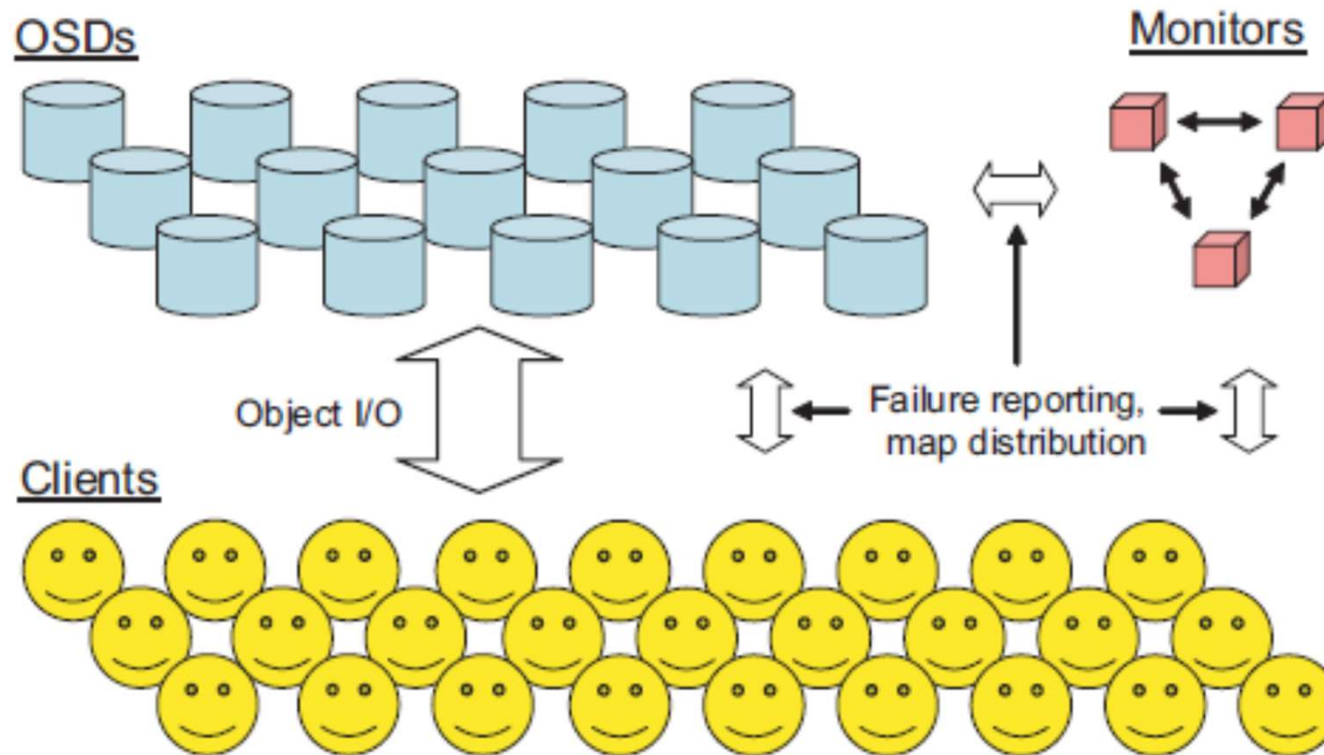 OSDs
Monitors
Object I/O
Failure reporting,
map distribution
Clients